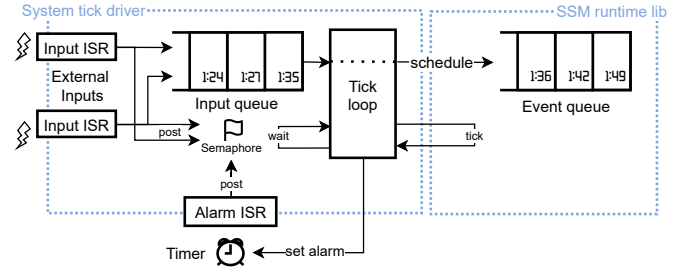 System tick driver
SSM runtime lib
Input ISR
External
Inputs
Input ISR
1:24 1:27 1:35
Input queue
post
Semaphore
wait
post
Alarm ISR
Timer
set alarm
Tick
loop
schedule
tick
1:36 1:42 1:49
Event queue